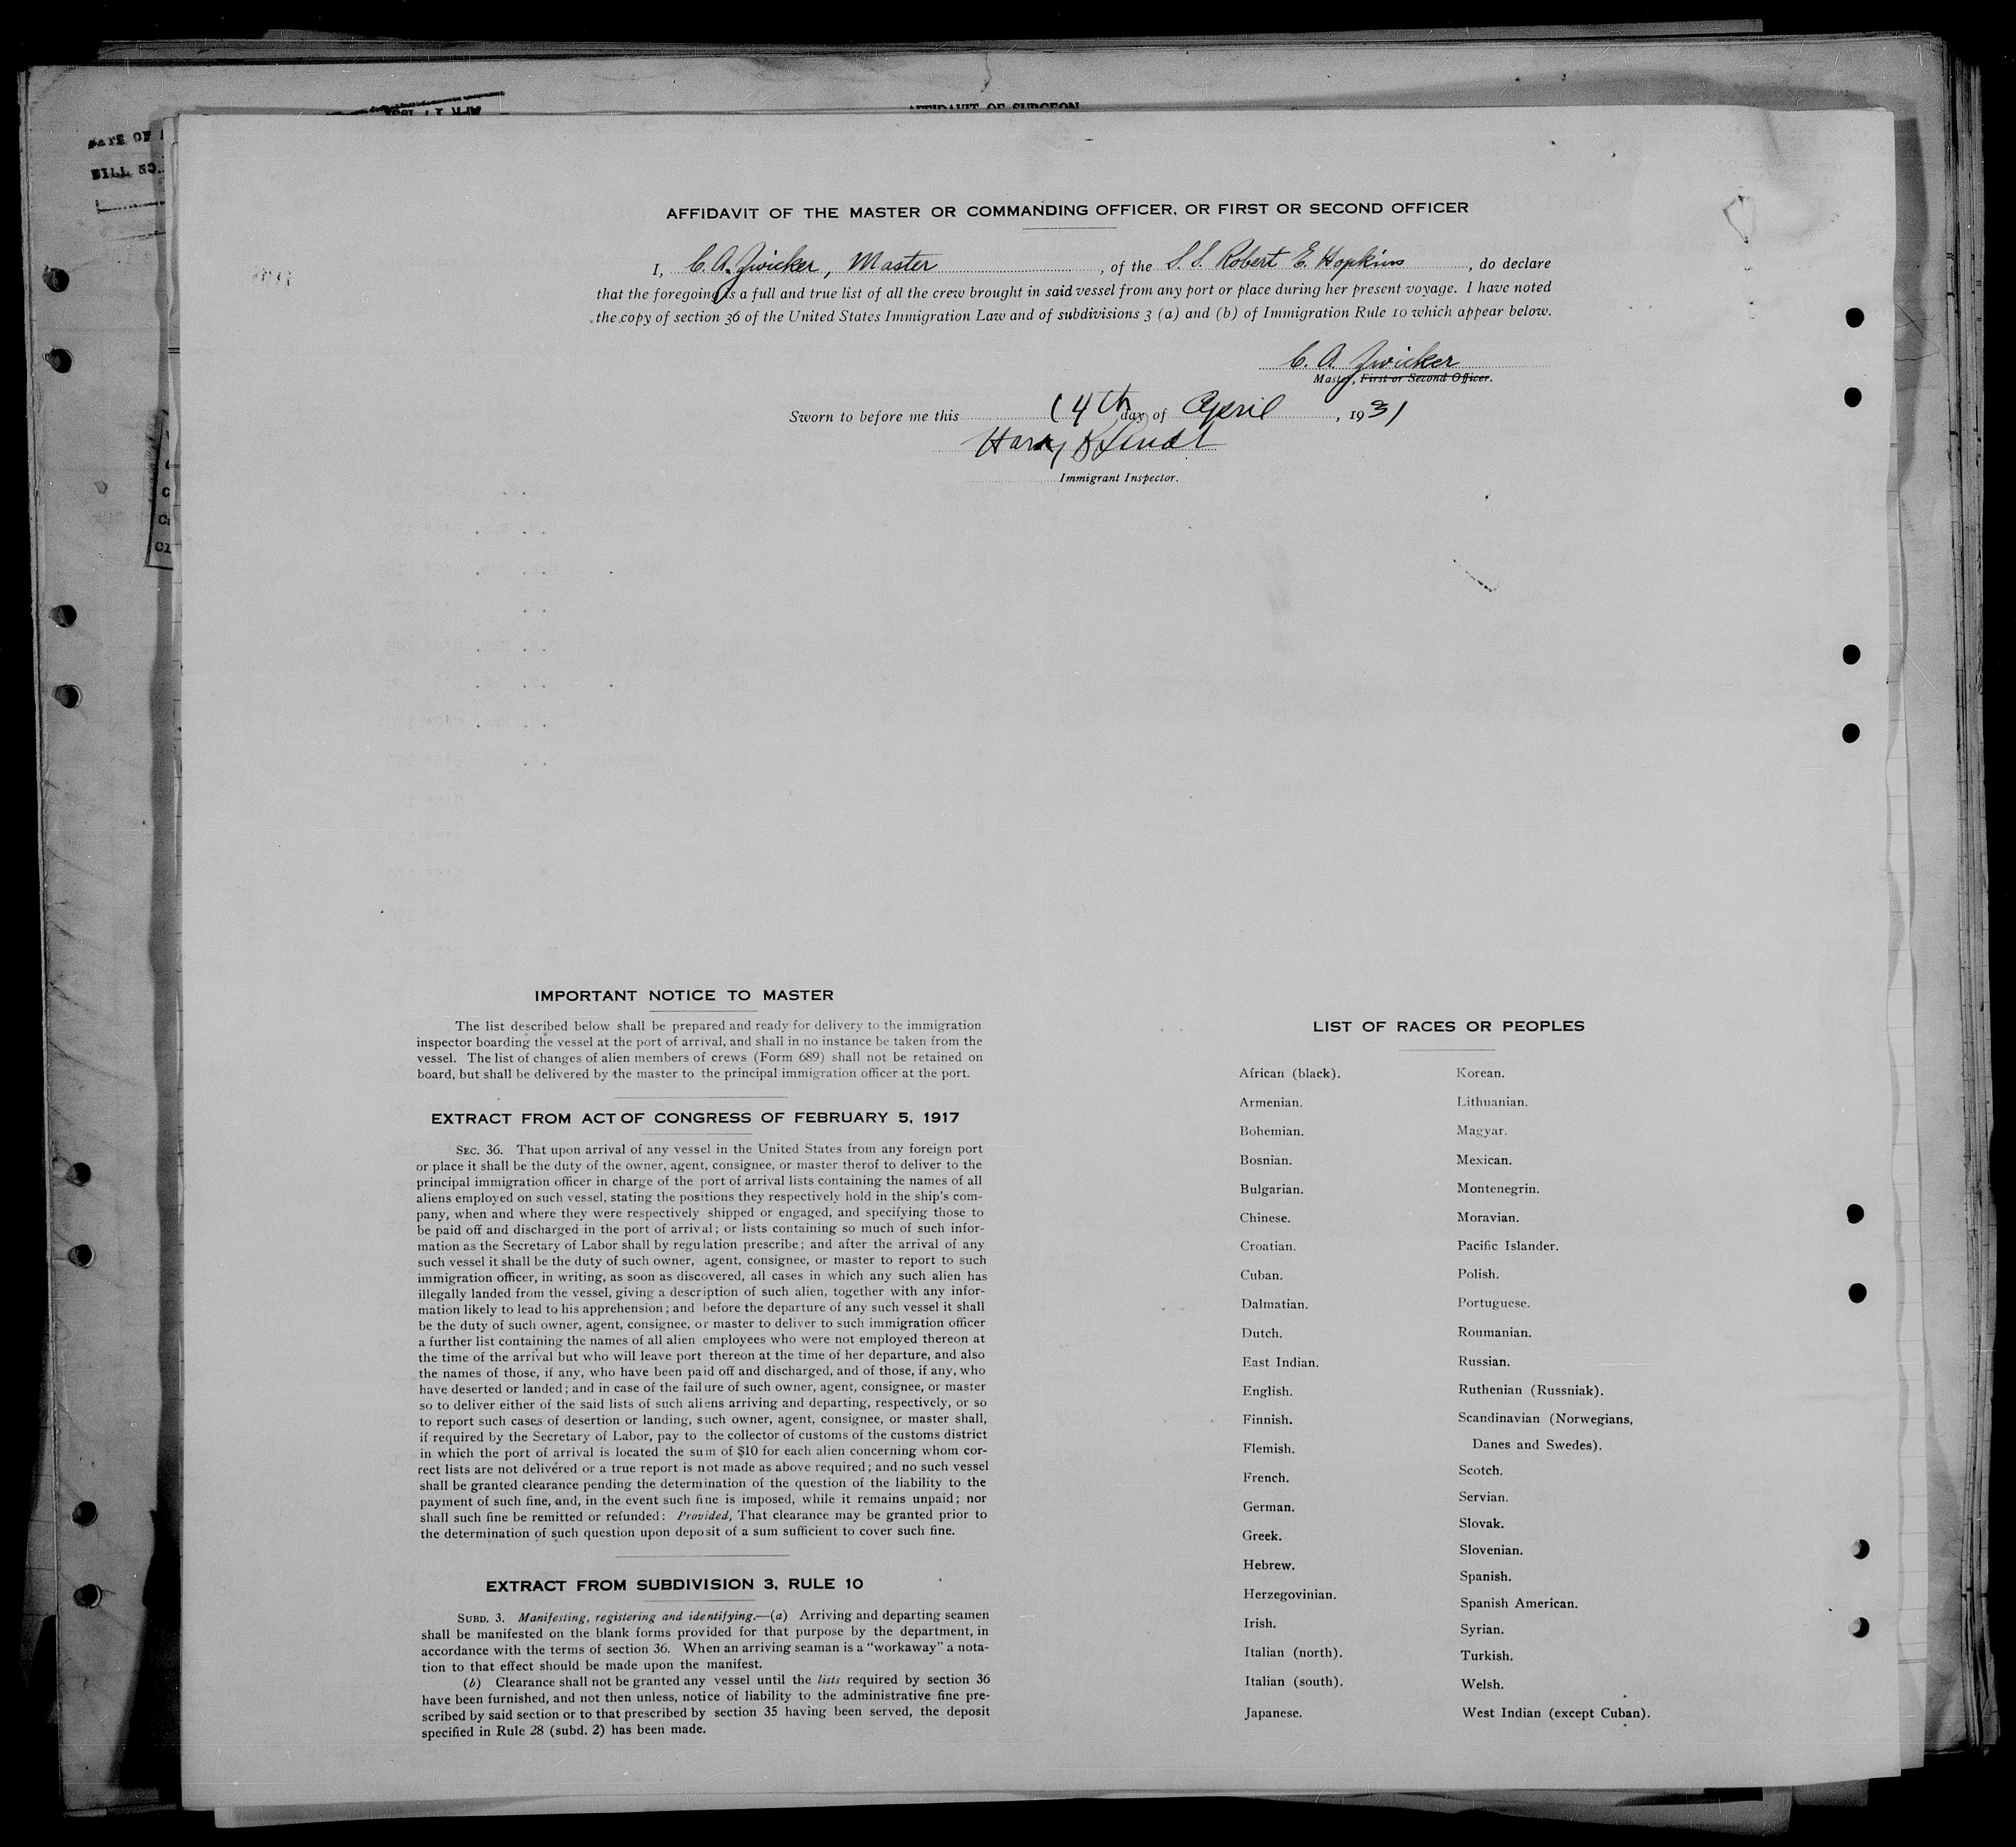 AFFIDAVIT OF SURGEON
APR 17 1931
DATE OF
BILL NO.
AFFIDAVIT OF THE MASTER OR COMMANDING OFFICER, OR FIRST OR SECOND OFFICER
I, C. A. Zwicker, Master, of the S. S. Robert E. Hopkins, do declare
that the foregoing is a full and true list of all the crew brought in said vessel from any port or place during her present voyage. I have noted
the copy of section 36 of the United States Immigration Law and of subdivisions 3 (a) and (b) of Immigration Rule 10 which appear below.
C. A. Zwicker
Master, First or Second Officer.
Sworn to before me this 14th day of April, 1931
Harry
Immigrant Inspector.
IMPORTANT NOTICE TO MASTER
The list described below shall be prepared and ready for delivery to the immigration
inspector boarding the vessel at the port of arrival, and shall in no instance be taken from the
vessel. The list of changes of alien members of crews (Form 689) shall not be retained on
board, but shall be delivered by the master to the principal immigration officer at the port.
EXTRACT FROM ACT OF CONGRESS OF FEBRUARY 5, 1917
SEC. 36. That upon arrival of any vessel in the United States from any foreign port
or place it shall be the duty of the owner, agent, consignee, or master therof to deliver to the
principal immigration officer in charge of the port of arrival lists containing the names of all
aliens employed on such vessel, stating the positions they respectively hold in the ship's com-
pany, when and where they were respectively shipped or engaged, and specifying those to
be paid off and discharged in the port of arrival; or lists containing so much of such infor-
mation as the Secretary of Labor shall by regulation prescribe; and after the arrival of any
such vessel it shall be the duty of such owner, agent, consignee, or master to report to such
immigration officer, in writing, as soon as discovered, all cases in which any such alien has
illegally landed from the vessel, giving a description of such alien, together with any infor-
mation likely to lead to his apprehension; and before the departure of any such vessel it shall
be the duty of such owner, agent, consignee, or master to deliver to such immigration officer
a further list containing the names of all alien employees who were not employed thereon at
the time of the arrival but who will leave port thereon at the time of her departure, and also
the names of those, if any, who have been paid off and discharged, and of those, if any, who
have deserted or landed; and in case of the failure of such owner, agent, consignee, or master
so to deliver either of the said lists of such aliens arriving and departing, respectively, or so
to report such cases of desertion or landing, such owner, agent, consignee, or master shall,
if required by the Secretary of Labor, pay to the collector of customs of the customs district
in which the port of arrival is located the sum of $10 for each alien concerning whom cor-
rect lists are not delivered or a true report is not made as above required; and no such vessel
shall be granted clearance pending the determination of the question of the liability to the
payment of such fine, and, in the event such fine is imposed, while it remains unpaid; nor
shall such fine be remitted or refunded: Provided, That clearance may be granted prior to
the determination of such question upon deposit of a sum sufficient to cover such fine.
EXTRACT FROM SUBDIVISION 3, RULE 10
SUBD. 3. Manifesting, registering and identifying.—(a) Arriving and departing seamen
shall be manifested on the blank forms provided for that purpose by the department, in
accordance with the terms of section 36. When an arriving seaman is a "workaway" a nota-
tion to that effect should be made upon the manifest.
(b) Clearance shall not be granted any vessel until the lists required by section 36
have been furnished, and not then unless, notice of liability to the administrative fine pre-
scribed by said section or to that prescribed by section 35 having been served, the deposit
specified in Rule 28 (subd. 2) has been made.
LIST OF RACES OR PEOPLES
African (black).
Armenian.
Bohemian.
Bosnian.
Bulgarian.
Chinese.
Croatian.
Cuban.
Dalmatian.
Dutch.
East Indian.
English.
Finnish.
Flemish.
French.
German.
Greek.
Hebrew.
Herzegovinian.
Irish.
Italian (north).
Italian (south).
Japanese.
Korean.
Lithuanian.
Magyar.
Mexican.
Montenegrin.
Moravian.
Pacific Islander.
Polish.
Portuguese.
Roumanian.
Russian.
Ruthenian (Russniak).
Scandinavian (Norwegians,
Danes and Swedes).
Scotch.
Servian.
Slovak.
Slovenian.
Spanish.
Spanish American.
Syrian.
Turkish.
Welsh.
West Indian (except Cuban).